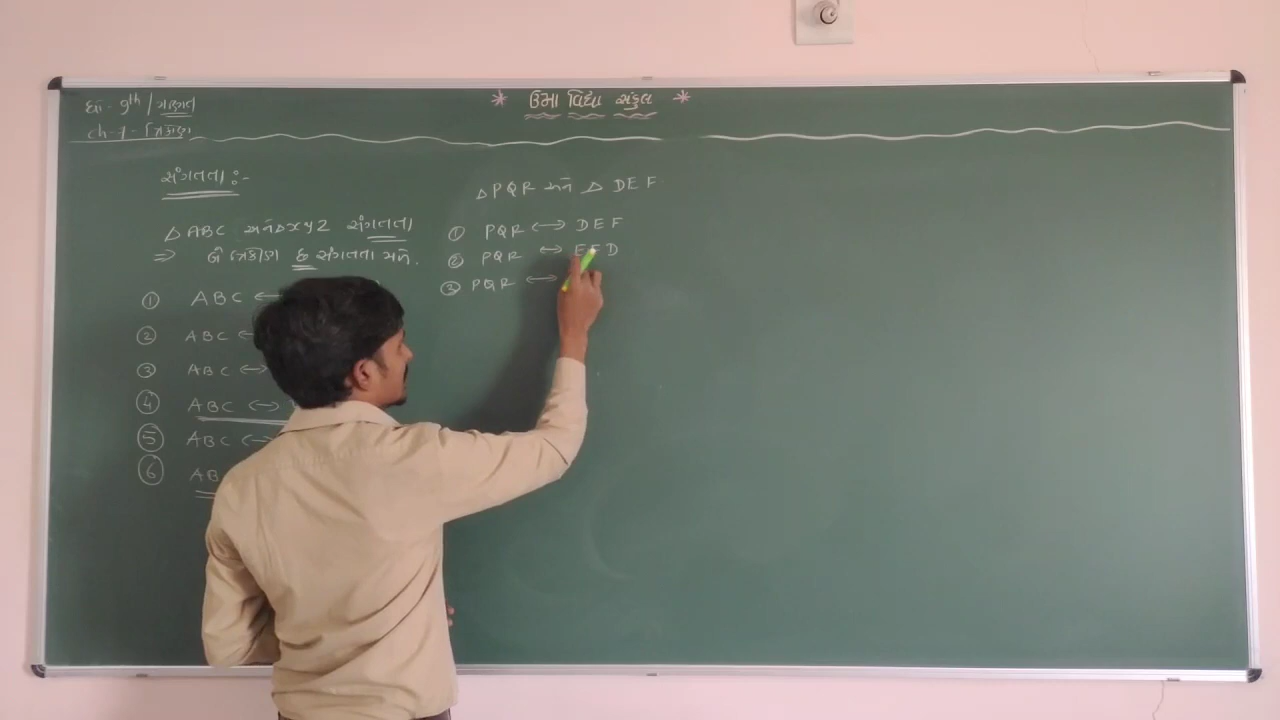 ધો - 9th / ગણિત
ch-7 - ત્રિકોણ
* ઉમા વિદ્યા સંકુલ *
સંગતતા :-
△ ABC અને △ XYZ સંગતતા
⇒ બે ત્રિકોણ છ સંગતતા મળે.
① ABC ←
② ABC ↔
③ ABC ↔
④ ABC ↔
⑤ ABC ↔
⑥ AB
△ PQR અને △ DEF
① PQR ↔ DEF
② PQR ↔ EFD
③ PQR ↔